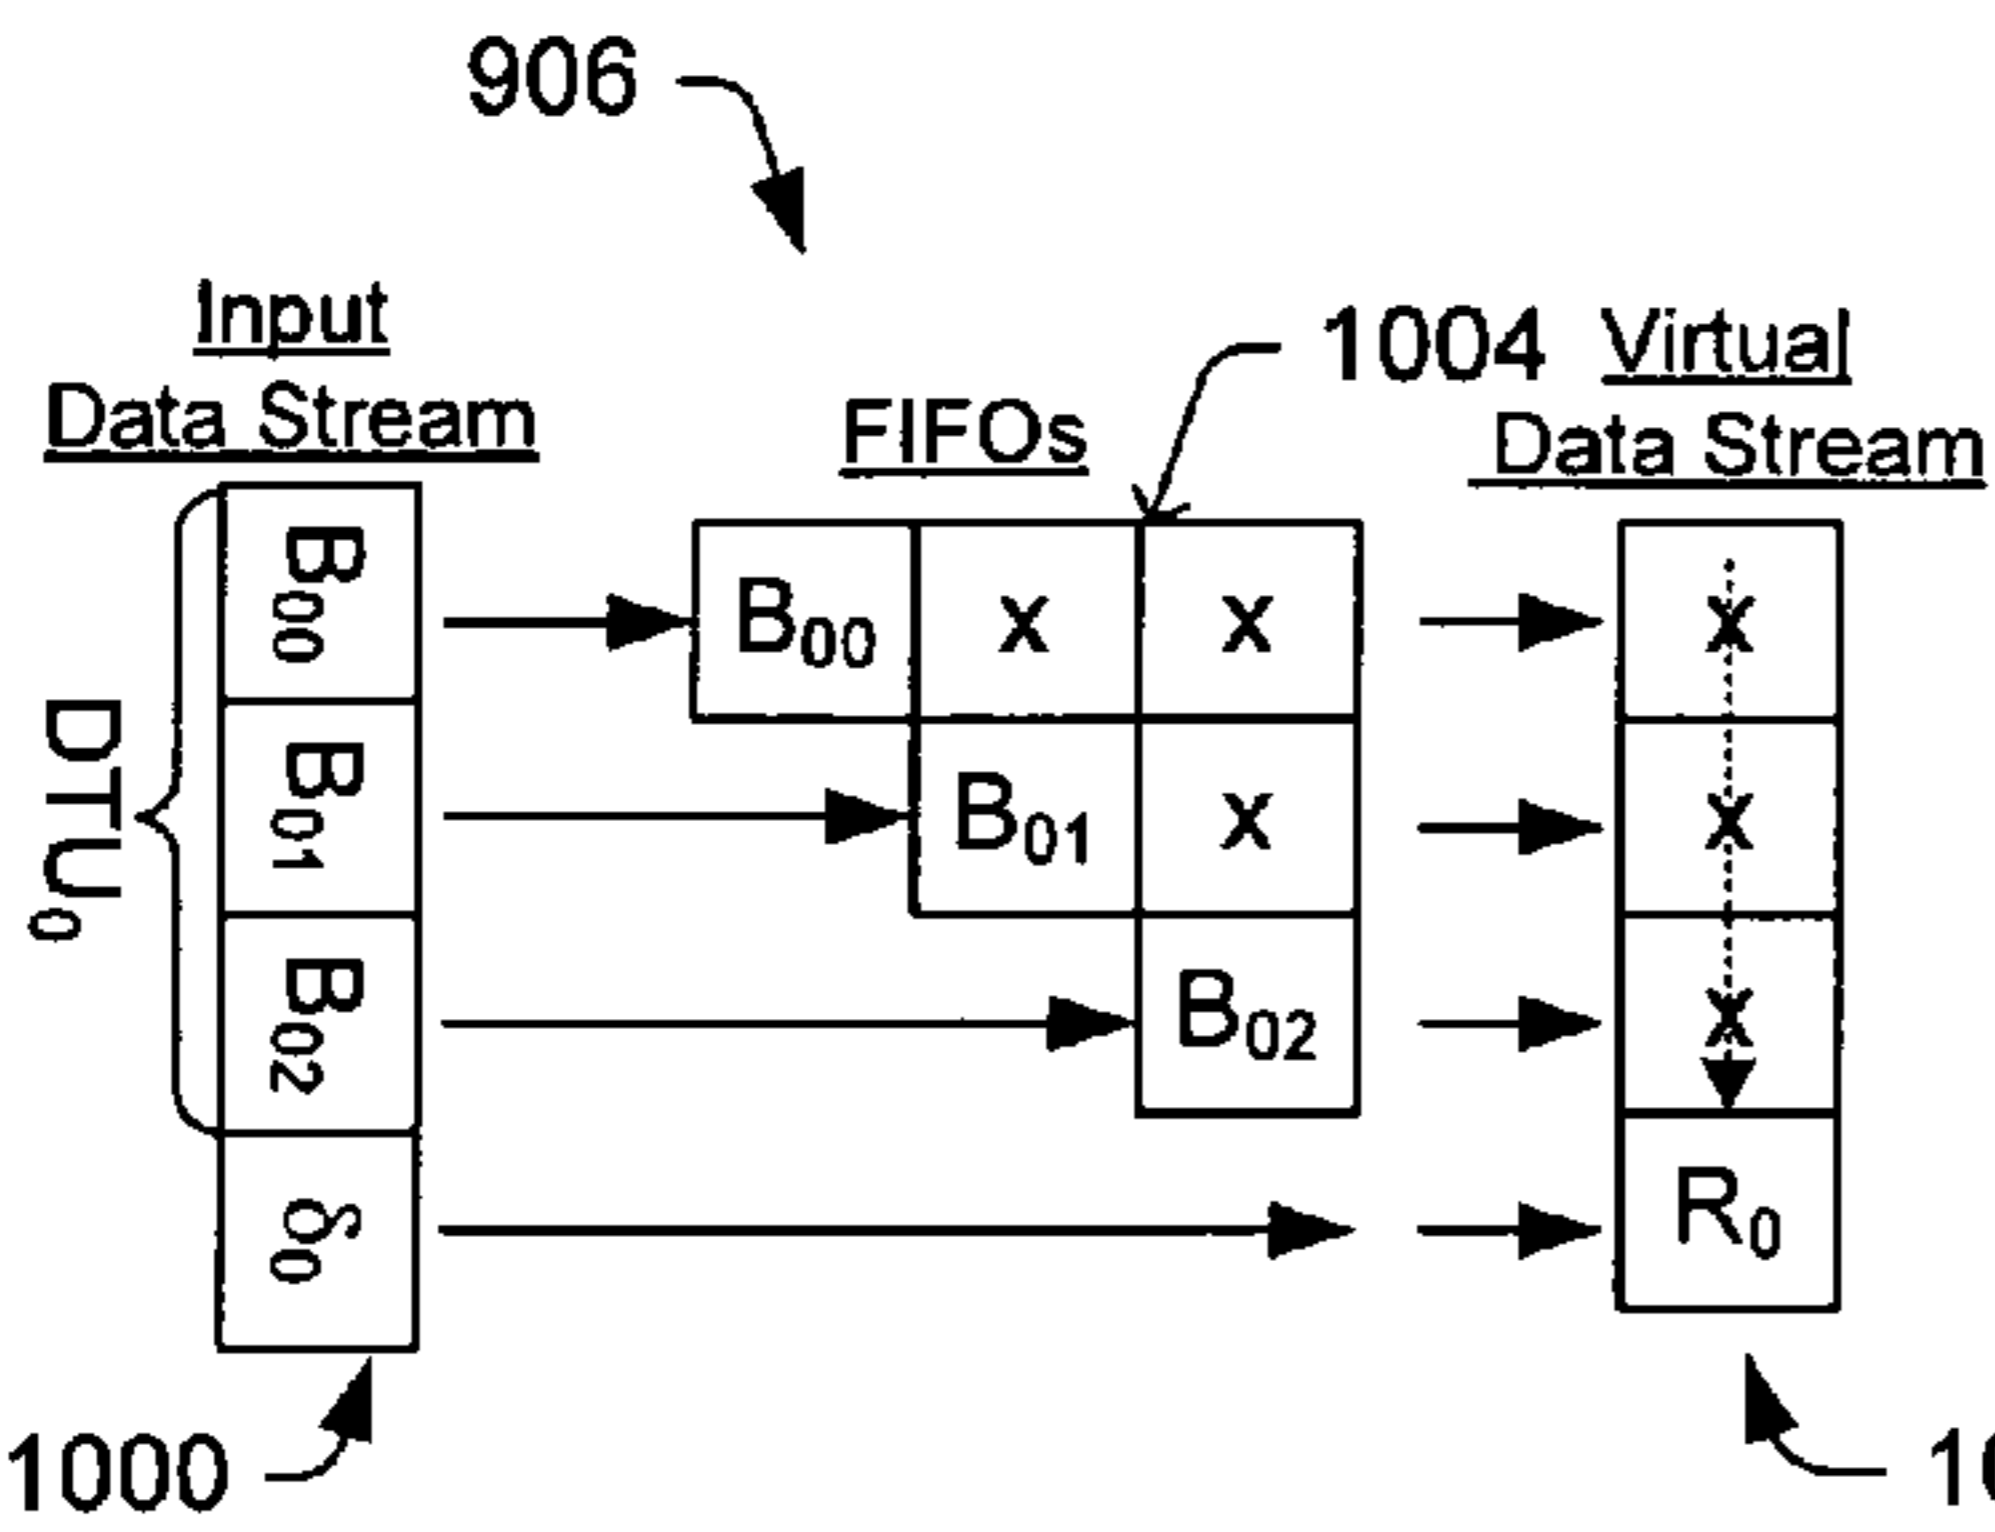 906
Input
Data Stream
FIFOs
1004
Virtual
Data Stream
DTU₀
B₀₀
B₀₁
B₀₂
δ₀
B₀₀ x x
B₀₁ x
B₀₂
x
x
x
R₀
1000